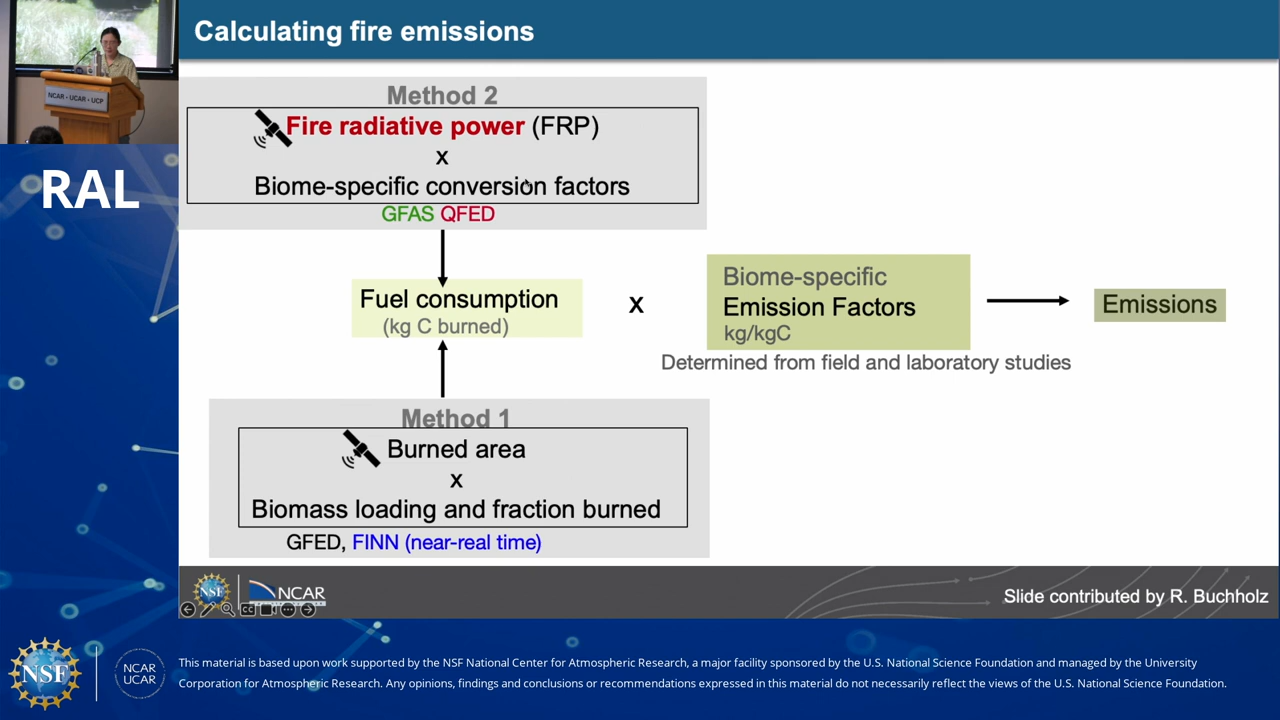 Calculating fire emissions
NCAR • UCAR • UCP
RAL
Method 2
Fire radiative power (FRP)
x
Biome-specific conversion factors
GFAS QFED
Fuel consumption
(kg C burned)
x
Biome-specific
Emission Factors
kg/kgC
Determined from field and laboratory studies
Emissions
Method 1
Burned area
x
Biomass loading and fraction burned
GFED, FINN (near-real time)
NSF
NCAR
Slide contributed by R. Buchholz
NSF
NCAR
UCAR
This material is based upon work supported by the NSF National Center for Atmospheric Research, a major facility sponsored by the U.S. National Science Foundation and managed by the University
Corporation for Atmospheric Research. Any opinions, findings and conclusions or recommendations expressed in this material do not necessarily reflect the views of the U.S. National Science Foundation.